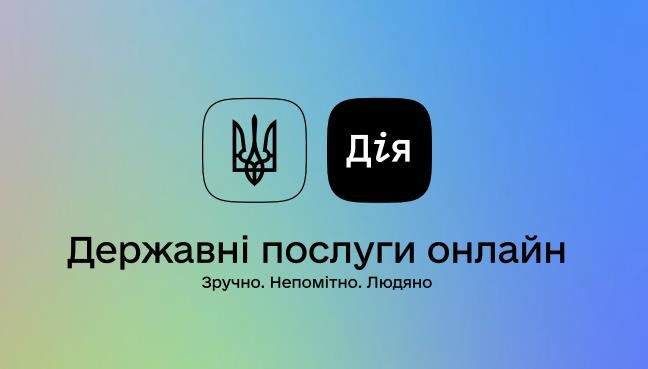 Дія
Державні послуги онлайн
Зручно. Непомітно. Людяно